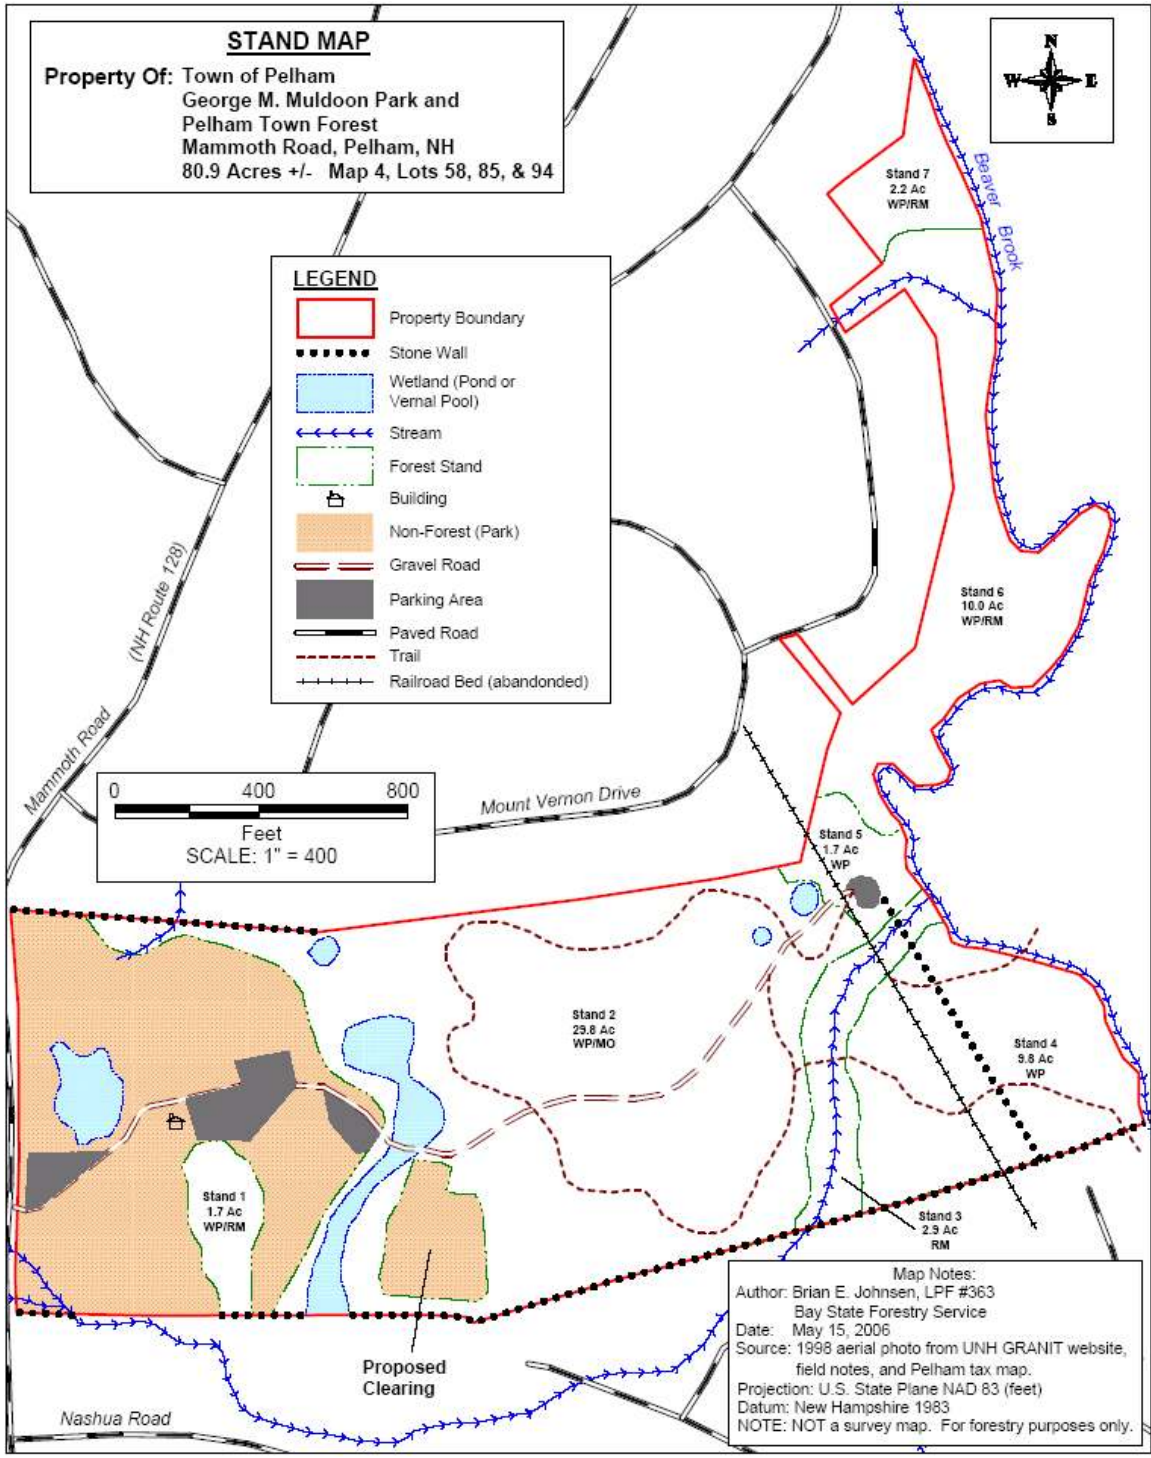 STAND MAP
Property Of: Town of Pelham
George M. Muldoon Park and
Pelham Town Forest
Mammoth Road, Pelham, NH
80.9 Acres +/- Map 4, Lots 58, 85, & 94
N
W E
S
Stand 7
2.2 Ac
WP/RM
Beaver Brook
LEGEND
Property Boundary
Stone Wall
Wetland (Pond or
Vernal Pool)
Stream
Forest Stand
Building
Non-Forest (Park)
Gravel Road
Parking Area
Paved Road
Trail
Railroad Bed (abandonded)
(NH Route 128)
Mammoth Road
Stand 6
10.0 Ac
WP/RM
0 400 800
Feet
SCALE: 1" = 400
Mount Vernon Drive
Stand 5
1.7 Ac
WP
Stand 2
29.8 Ac
WP/MO
Stand 4
9.8 Ac
WP
Stand 1
1.7 Ac
WP/RM
Stand 3
2.9 Ac
RM
Proposed
Clearing
Nashua Road
Map Notes:
Author: Brian E. Johnsen, LPF #363
Bay State Forestry Service
Date: May 15, 2006
Source: 1998 aerial photo from UNH GRANIT website,
field notes, and Pelham tax map.
Projection: U.S. State Plane NAD 83 (feet)
Datum: New Hampshire 1983
NOTE: NOT a survey map. For forestry purposes only.